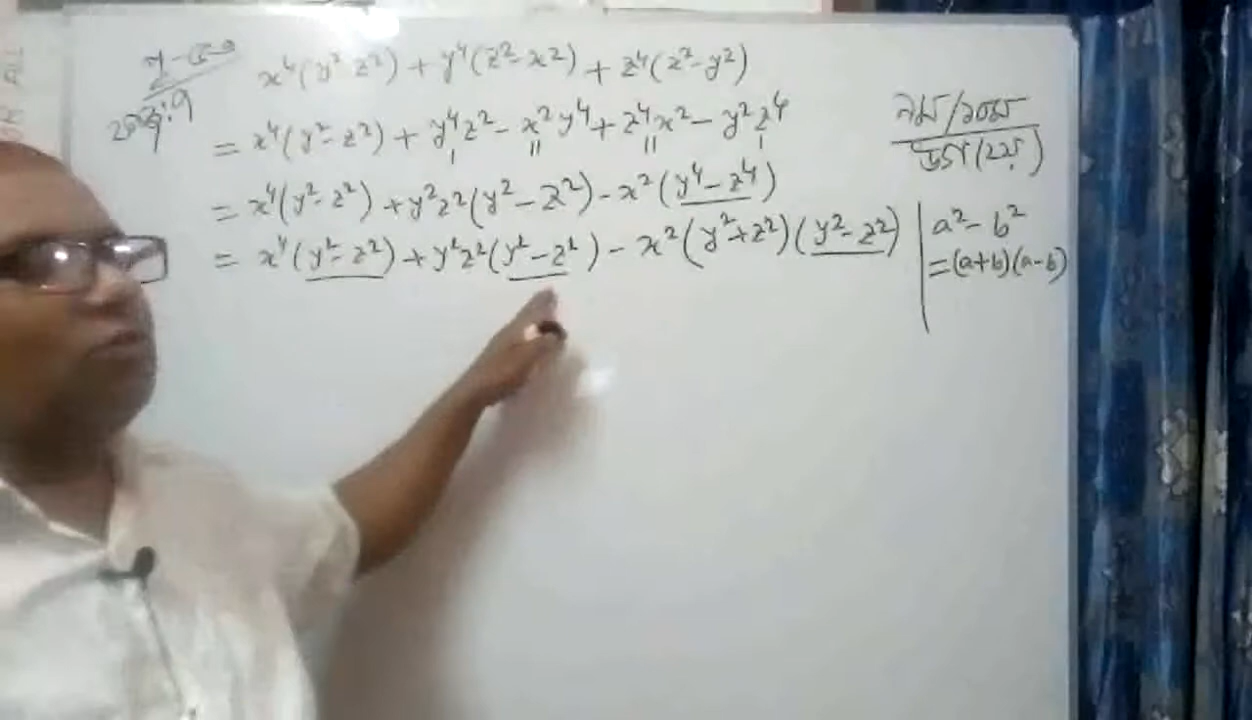 x⁴(y² z²) + y⁴(z² - x²) + z⁴(z² - y²)
= x⁴(y² - z²) + y⁴z² - x²y⁴ + z⁴x² - y²z⁴
= x⁴(y² - z²) + y²z²(y² - z²) - x²(y⁴ - z⁴)
= x⁴(y² - z²) + y²z²(y² - z²) - x²(y² + z²)(y² - z²)
৯ম/১০ম
a² - b²
= (a+b)(a-b)